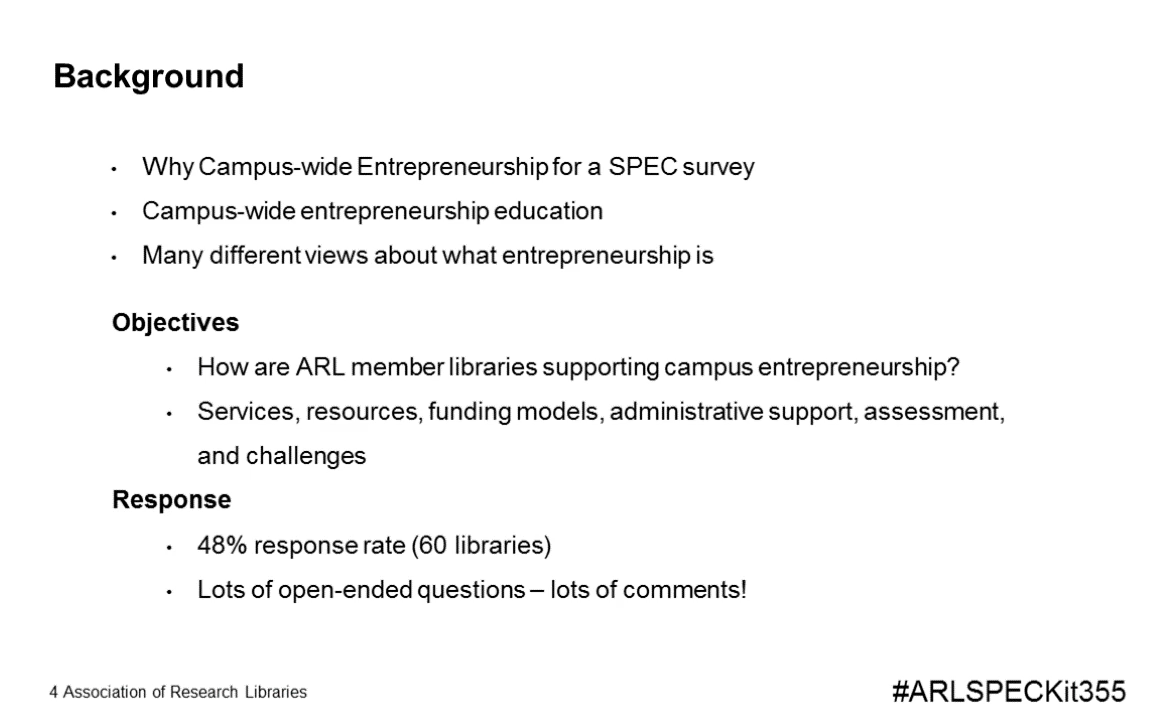 Background
• Why Campus-wide Entrepreneurship for a SPEC survey
• Campus-wide entrepreneurship education
• Many different views about what entrepreneurship is
Objectives
• How are ARL member libraries supporting campus entrepreneurship?
• Services, resources, funding models, administrative support, assessment,
and challenges
Response
• 48% response rate (60 libraries)
• Lots of open-ended questions – lots of comments!
4 Association of Research Libraries
#ARLSPECKit355